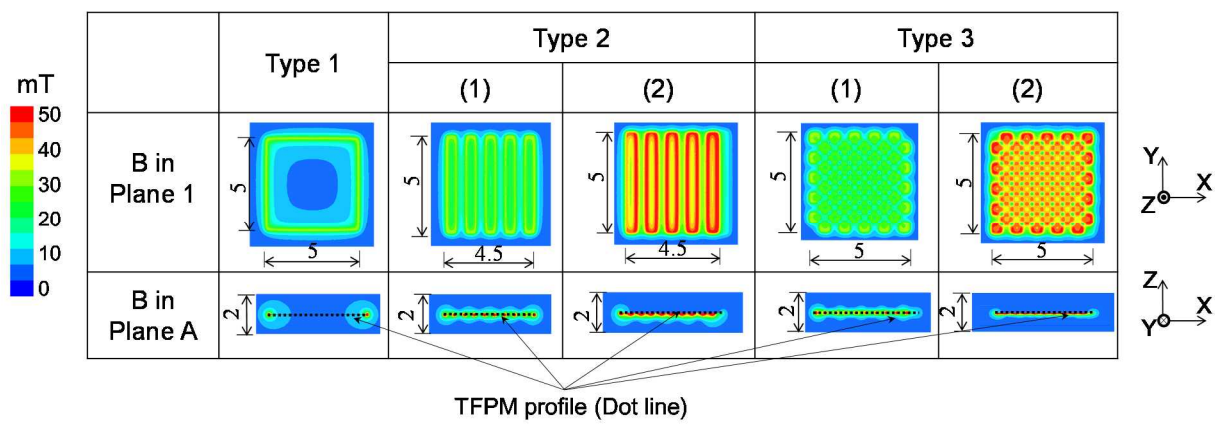 Type 1 Type 2 Type 3
(1) (2) (1) (2)
mT
50
40
30
20
10
0
B in
Plane 1
5 5 5 5 5
5 4.5 4.5 5 5
Y
X
Z
B in
Plane A
2 2 2 2 2
Z
X
Y
TFPM profile (Dot line)